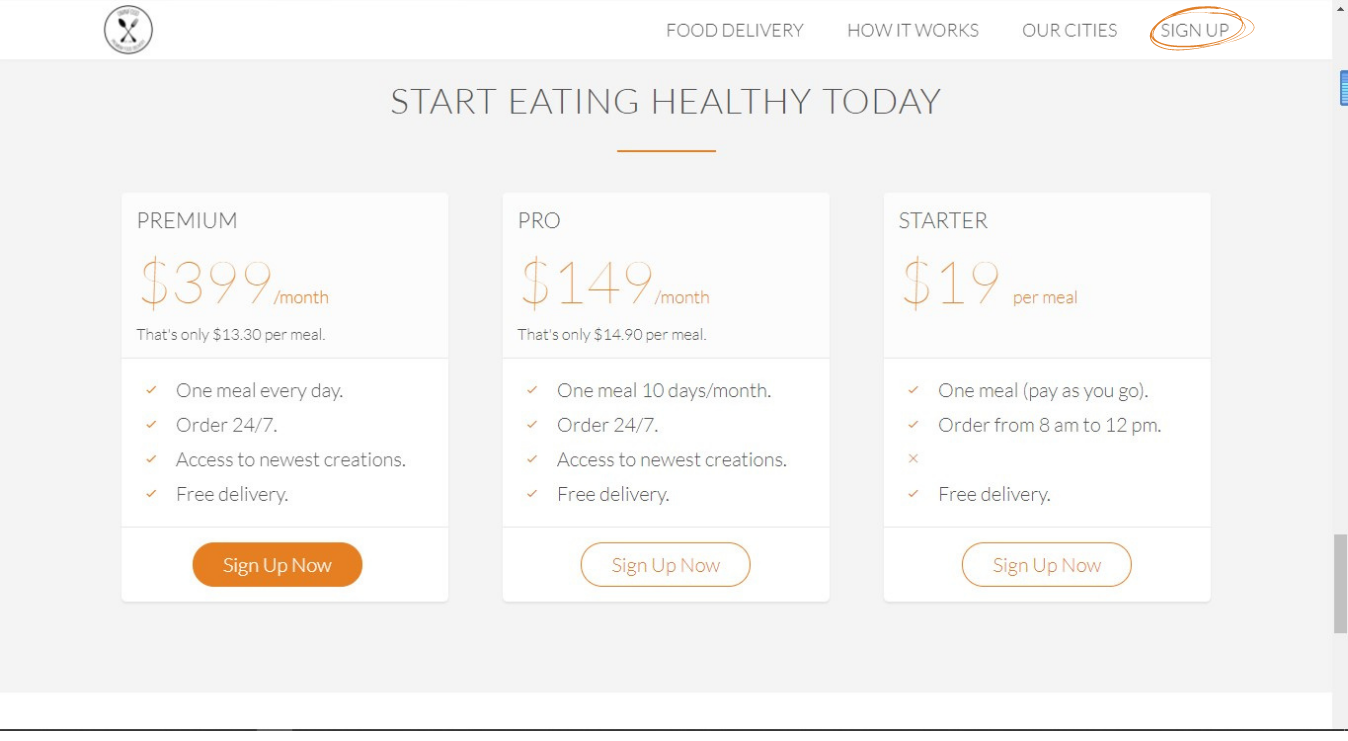 FOOD DELIVERY HOW IT WORKS OUR CITIES SIGN UP
START EATING HEALTHY TODAY
PREMIUM
$399/month
That's only $13.30 per meal.
One meal every day.
Order 24/7.
Access to newest creations.
Free delivery.
Sign Up Now
PRO
$149/month
That's only $14.90 per meal.
One meal 10 days/month.
Order 24/7.
Access to newest creations.
Free delivery.
Sign Up Now
STARTER
$19 per meal
One meal (pay as you go).
Order from 8 am to 12 pm.
Free delivery.
Sign Up Now